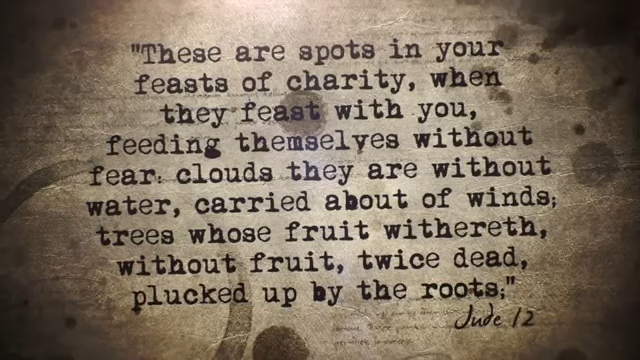 "These are spots in your
feasts of charity, when
they feast with you,
feeding themselves without
fear: clouds they are without
water, carried about of winds;
trees whose fruit withereth,
without fruit, twice dead,
plucked up by the roots;"
Jude 12